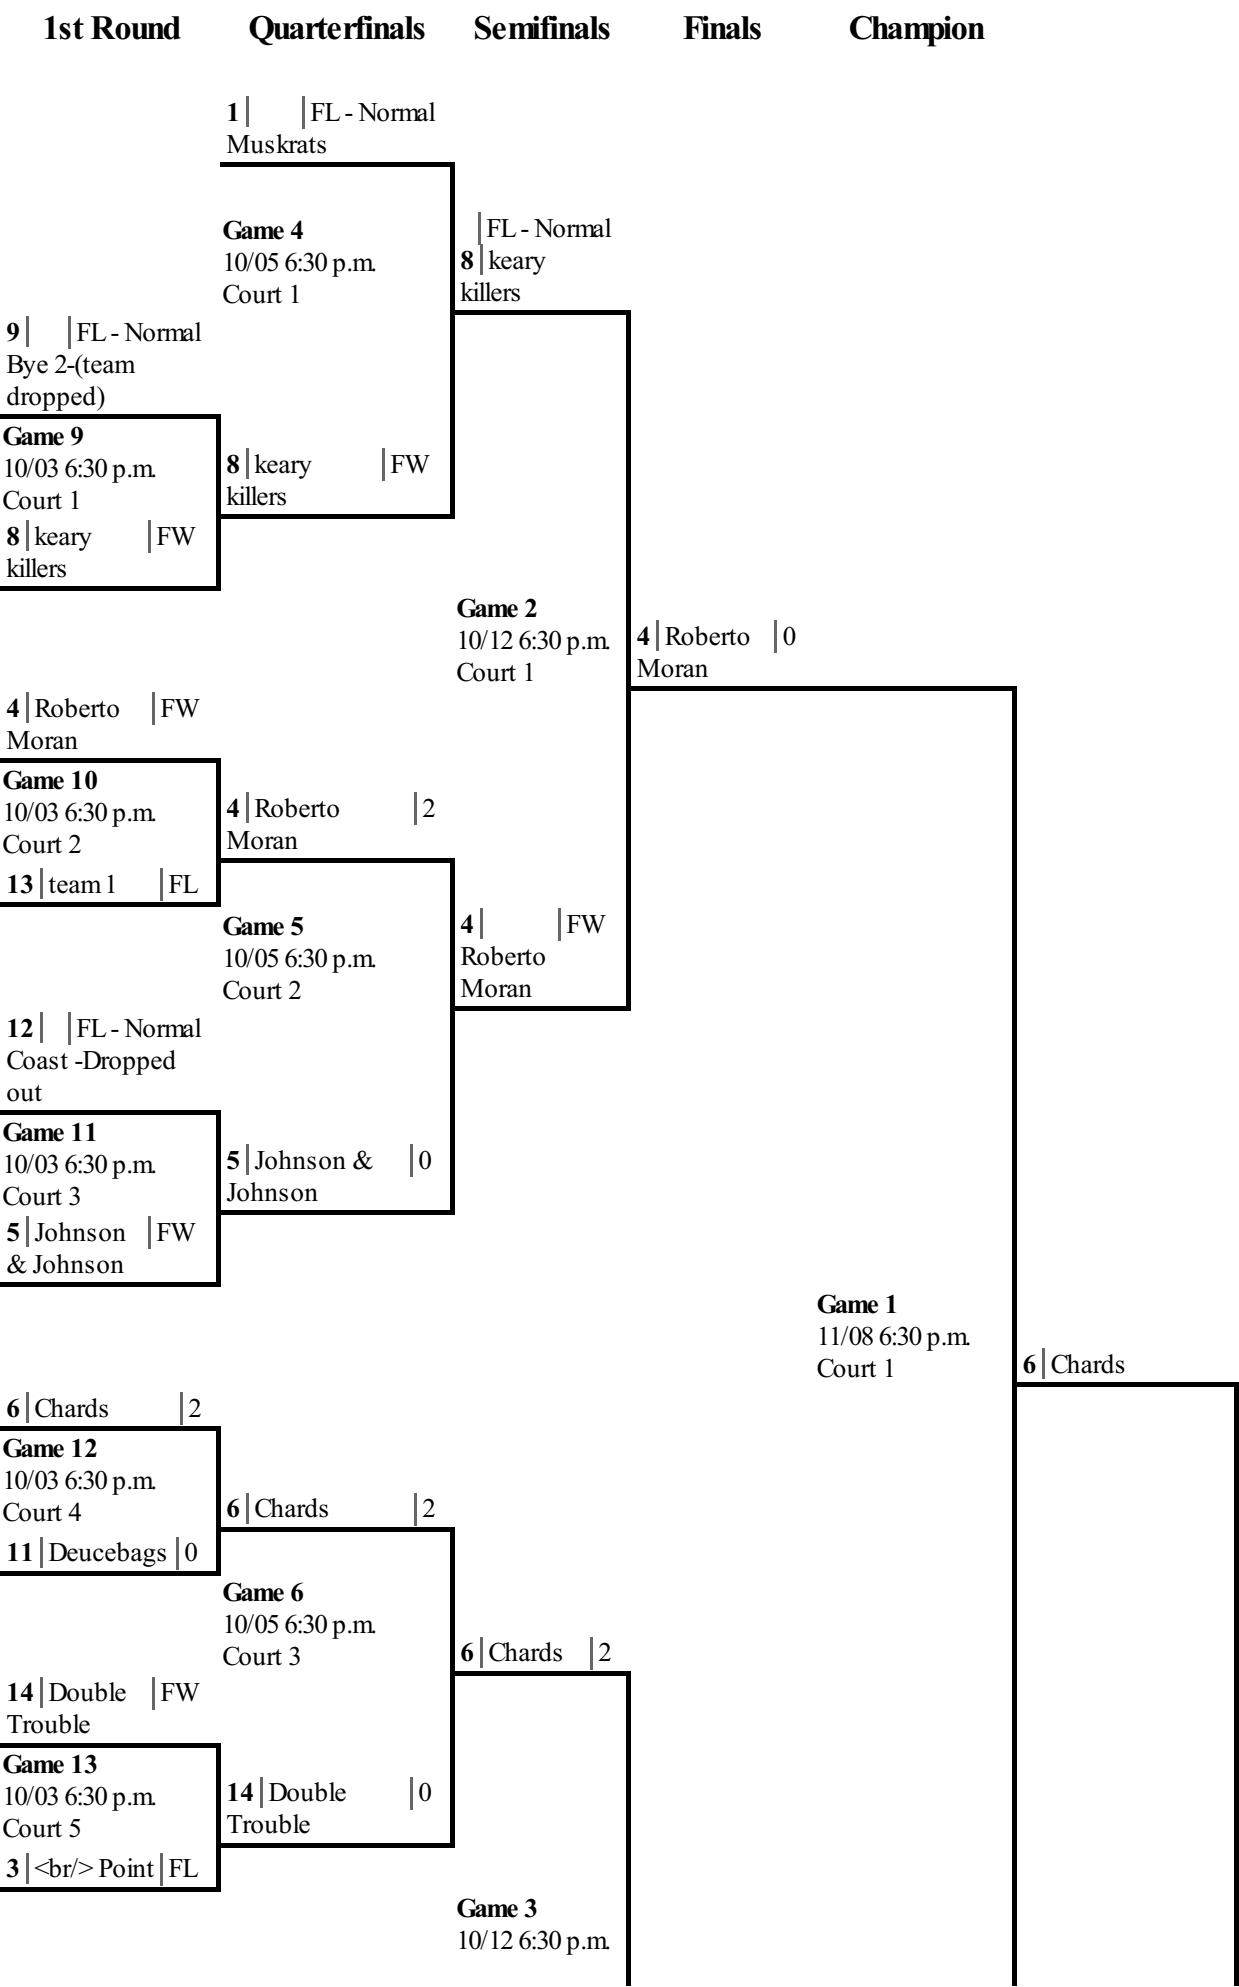 1st Round Quarterfinals Semifinals Finals Champion
1 FL - Normal
Muskrats
Game 4
10/05 6:30 p.m.
Court 1
FL - Normal
8 keary
killers
9 FL - Normal
Bye 2-(team
dropped)
Game 9
10/03 6:30 p.m.
Court 1
8 keary FW
killers
8 keary FW
killers
Game 2
10/12 6:30 p.m.
Court 1
4 Roberto 0
Moran
4 Roberto FW
Moran
Game 10
10/03 6:30 p.m.
Court 2
13 team 1 FL
4 Roberto 2
Moran
Game 5
10/05 6:30 p.m.
Court 2
4 FW
Roberto
Moran
12 FL - Normal
Coast -Dropped
out
Game 11
10/03 6:30 p.m.
Court 3
5 Johnson FW
& Johnson
5 Johnson & 0
Johnson
Game 1
11/08 6:30 p.m.
Court 1
6 Chards
6 Chards 2
Game 12
10/03 6:30 p.m.
Court 4
11 Deucebags 0
6 Chards 2
Game 6
10/05 6:30 p.m.
Court 3
6 Chards 2
14 Double FW
Trouble
Game 13
10/03 6:30 p.m.
Court 5
3 <br/> Point FL
14 Double 0
Trouble
Game 3
10/12 6:30 p.m.